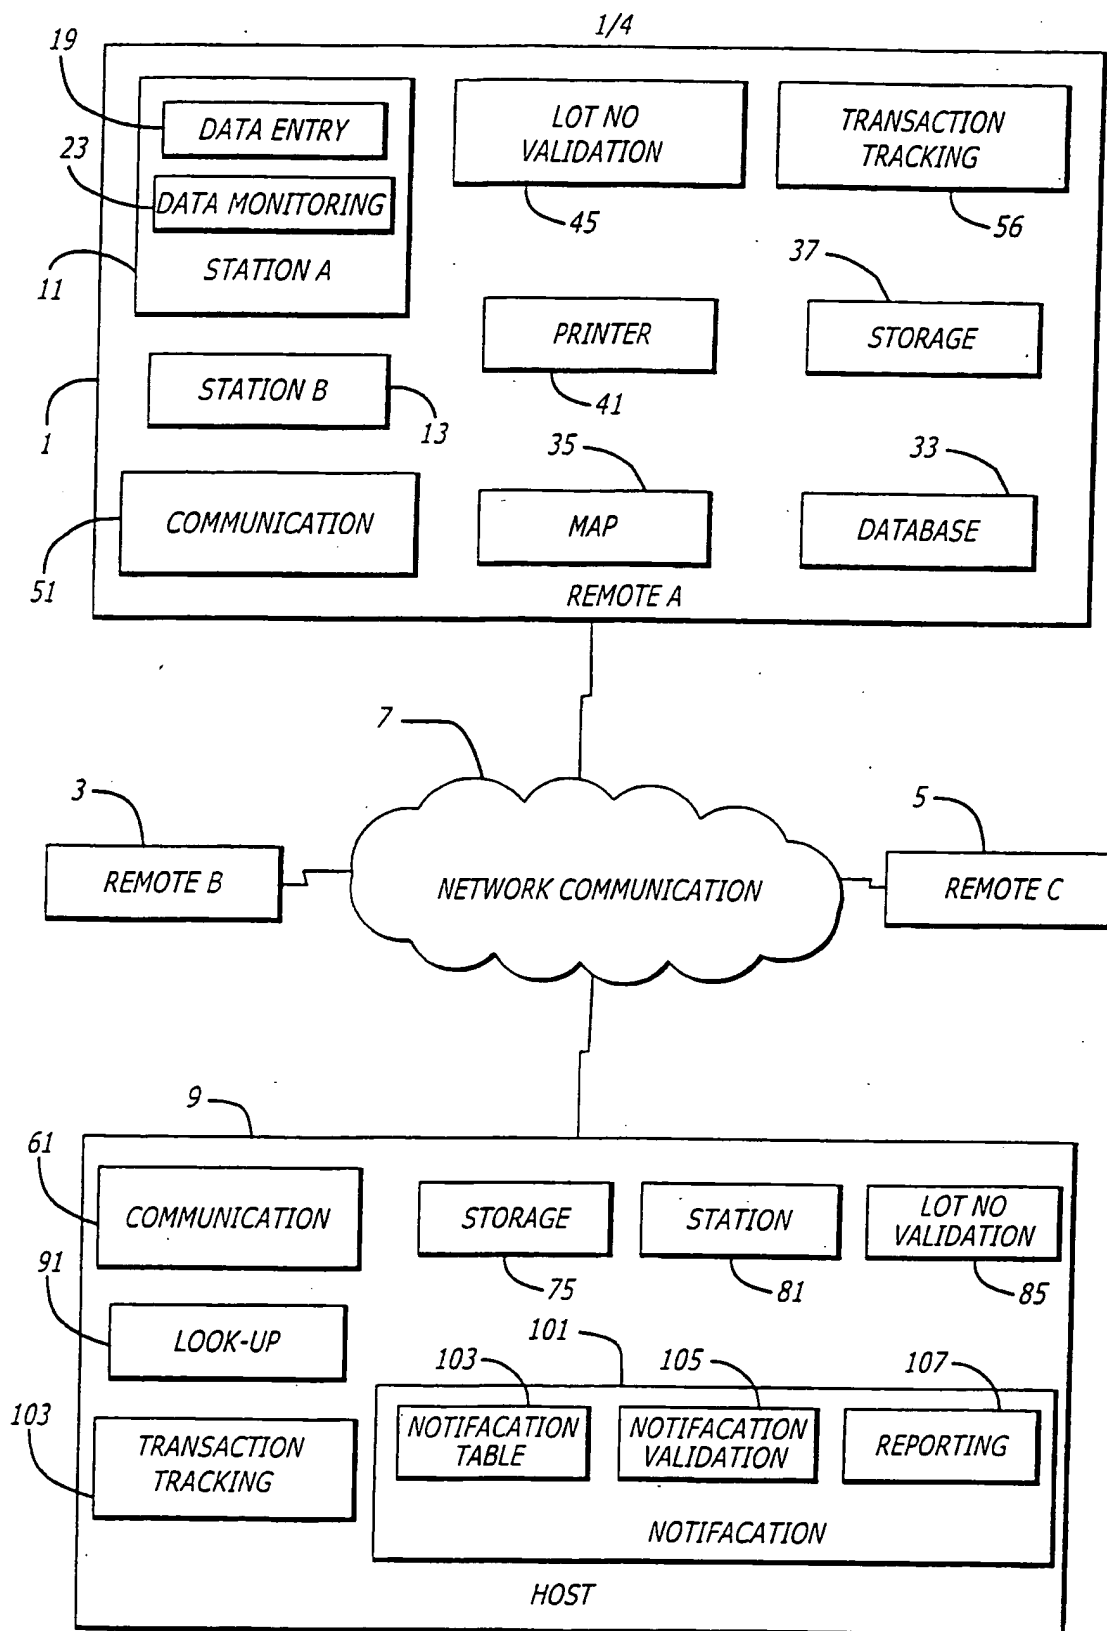 1/4
19
DATA ENTRY
23
DATA MONITORING
STATION A
11
LOT NO
VALIDATION
45
TRANSACTION
TRACKING
56
37
STORAGE
PRINTER
41
STATION B
13
1
35
MAP
33
DATABASE
COMMUNICATION
51
REMOTE A
7
NETWORK COMMUNICATION
3
REMOTE B
5
REMOTE C
9
61
COMMUNICATION
STORAGE
75
STATION
81
LOT NO
VALIDATION
85
91
LOOK-UP
101
103
TRANSACTION
TRACKING
103
NOTIFACATION
TABLE
105
NOTIFACATION
VALIDATION
107
REPORTING
NOTIFACATION
HOST